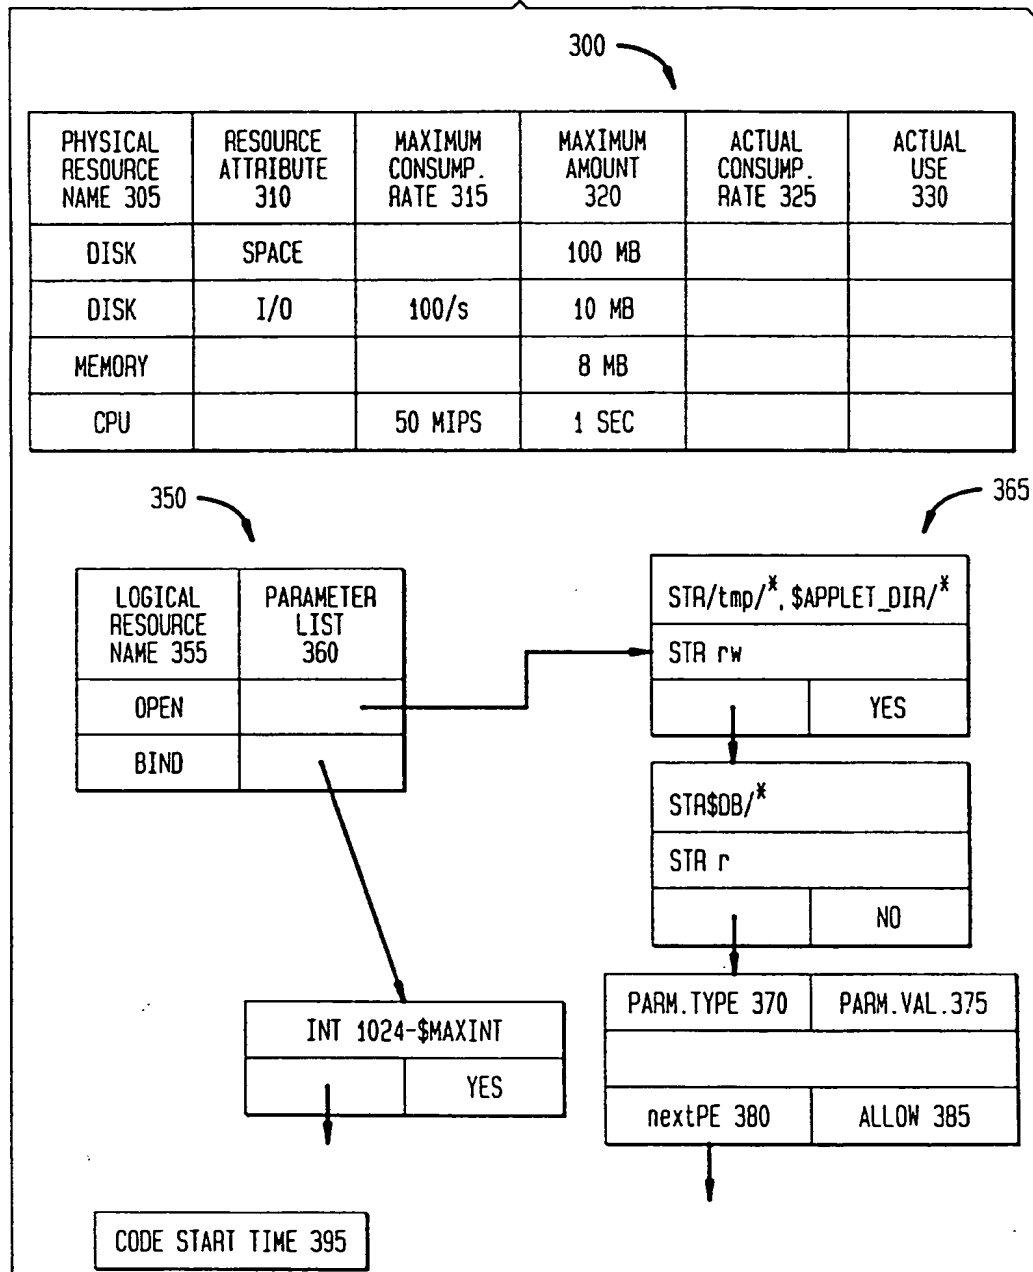 300
PHYSICAL RESOURCE NAME 305 RESOURCE ATTRIBUTE 310 MAXIMUM CONSUMP. RATE 315 MAXIMUM AMOUNT 320 ACTUAL CONSUMP. RATE 325 ACTUAL USE 330
DISK SPACE 100 MB
DISK I/O 100/s 10 MB
MEMORY 8 MB
CPU 50 MIPS 1 SEC
350
365
LOGICAL RESOURCE NAME 355 PARAMETER LIST 360
OPEN
BIND
STR/tmp/*, $APPLET_DIR/*
STR rw
YES
STR$DB/*
STR r
NO
PARM.TYPE 370 PARM.VAL.375
nextPE 380 ALLOW 385
INT 1024-$MAXINT
YES
CODE START TIME 395